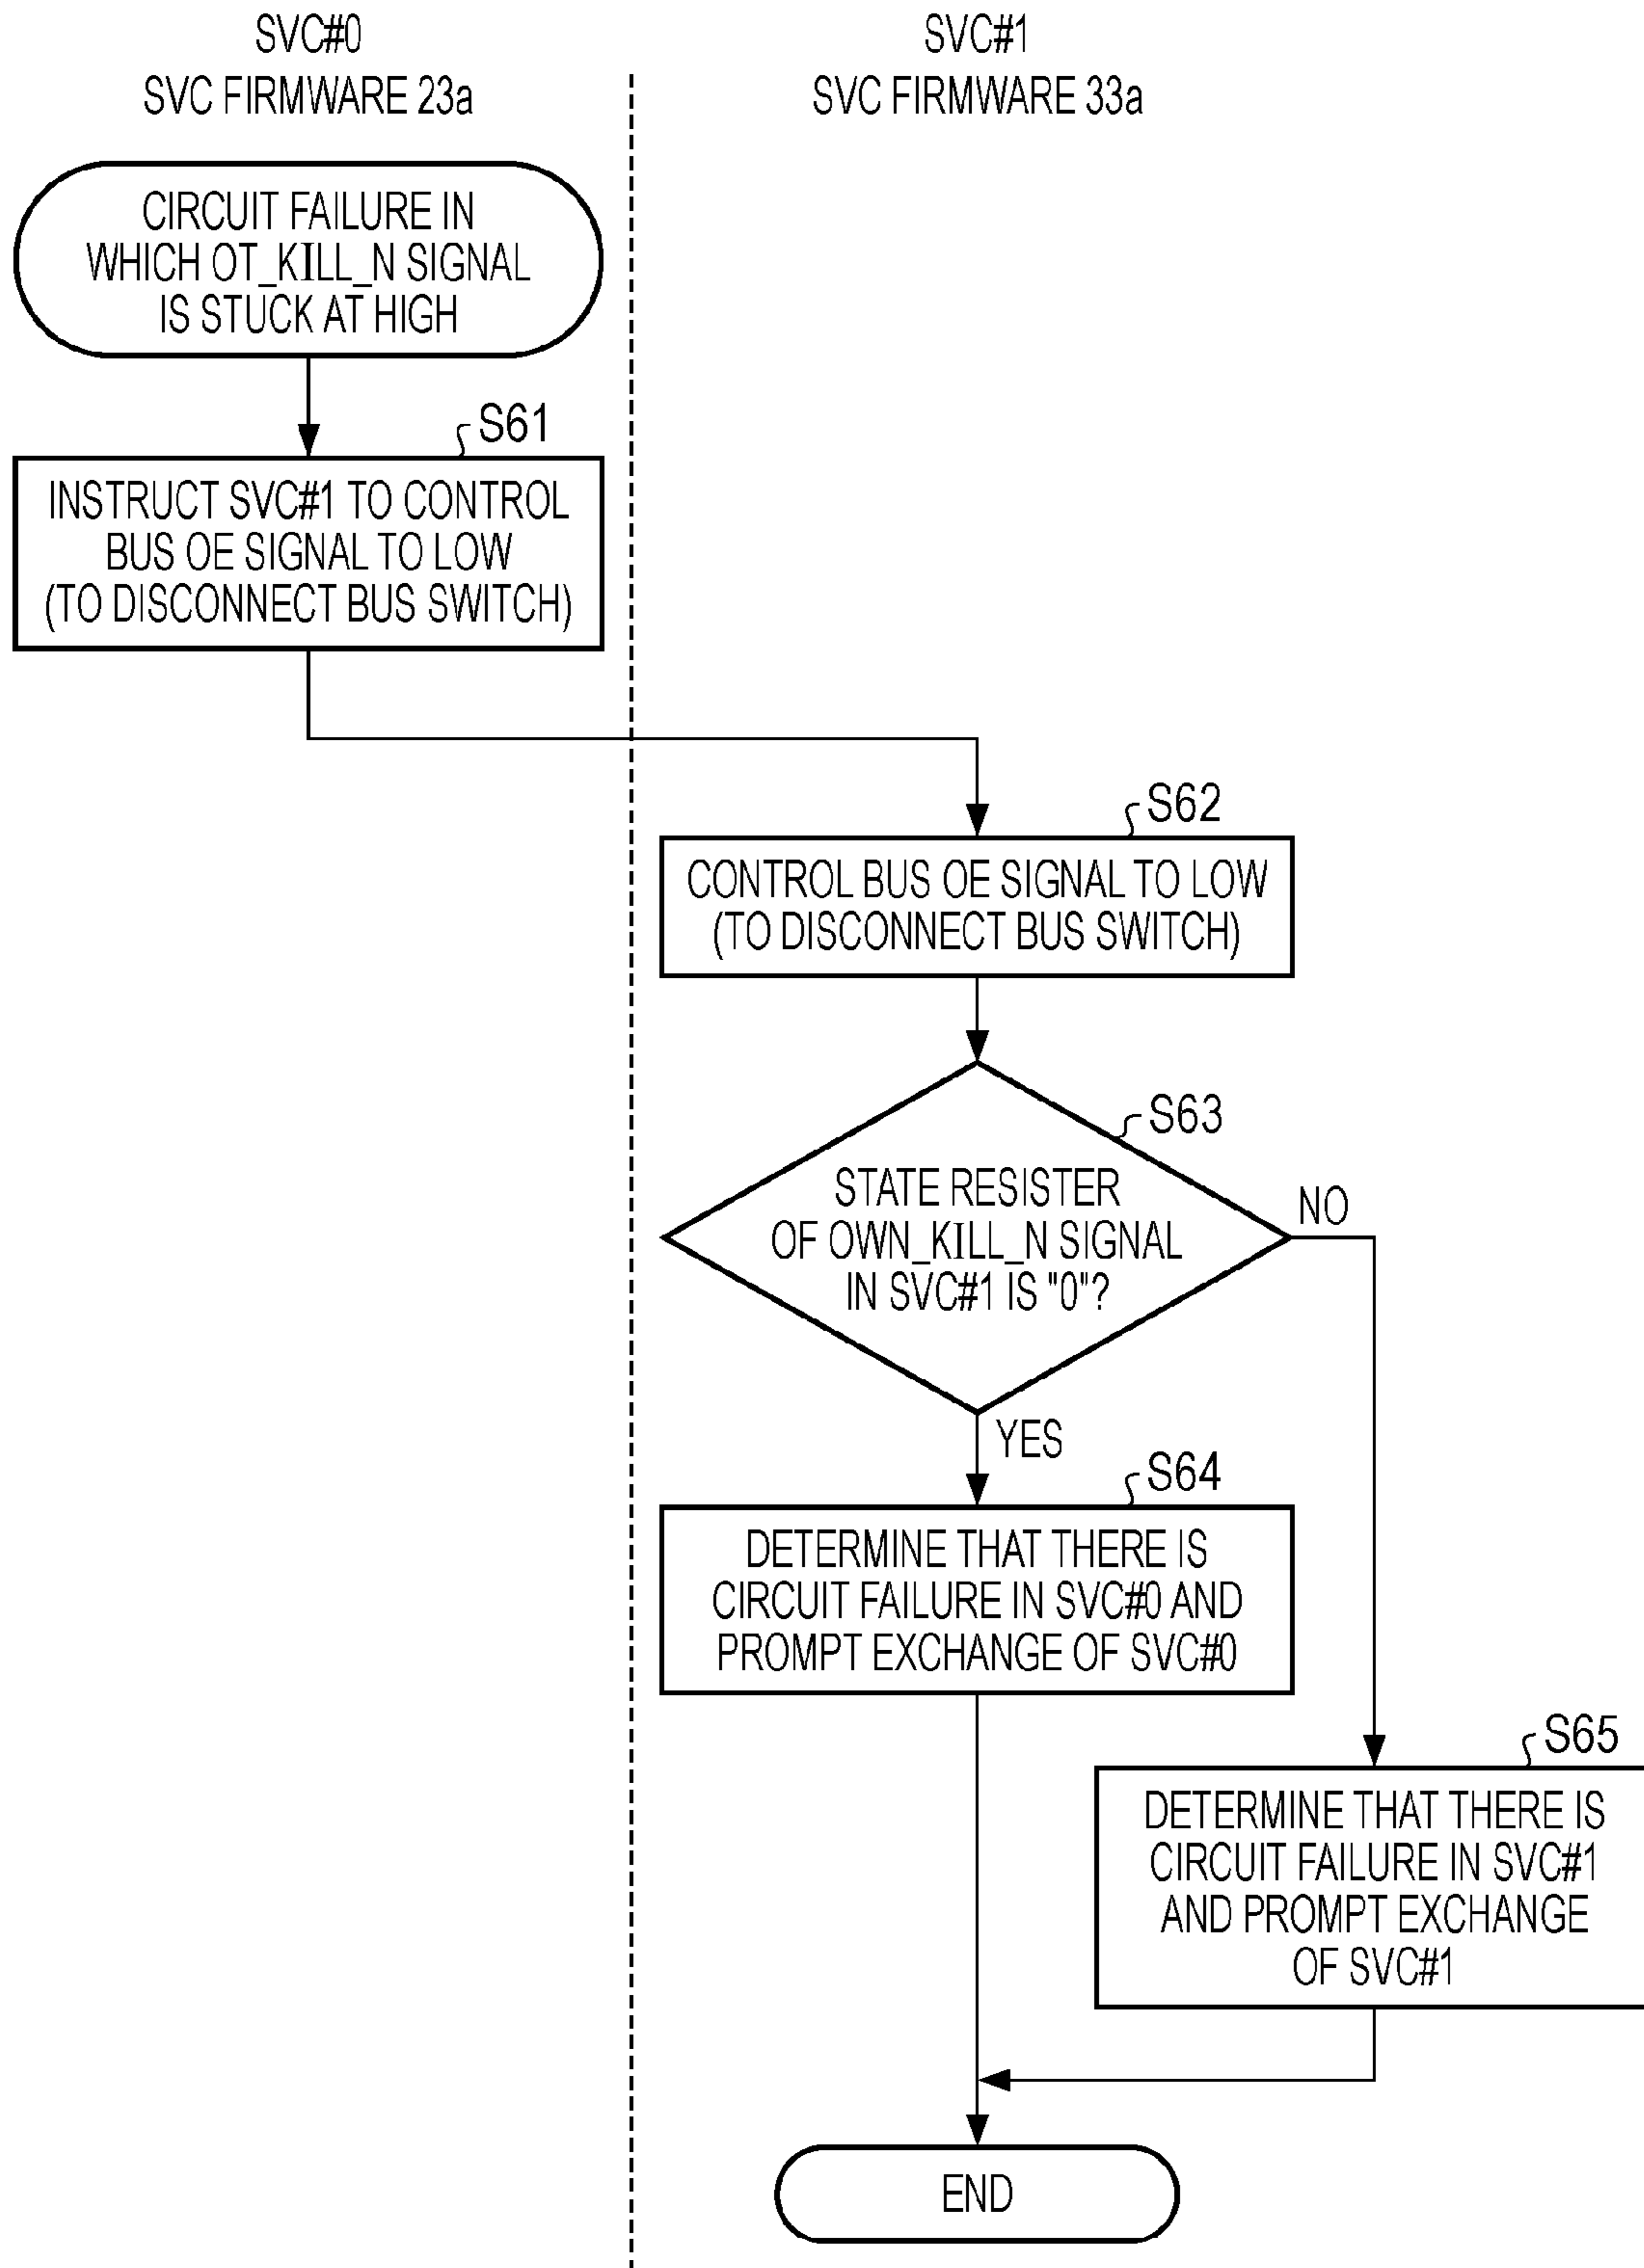 SVC#0
SVC FIRMWARE 23a
SVC#1
SVC FIRMWARE 33a
CIRCUIT FAILURE IN
WHICH OT_KILL_N SIGNAL
IS STUCK AT HIGH
S61
INSTRUCT SVC#1 TO CONTROL
BUS OE SIGNAL TO LOW
(TO DISCONNECT BUS SWITCH)
S62
CONTROL BUS OE SIGNAL TO LOW
(TO DISCONNECT BUS SWITCH)
S63
STATE RESISTER
OF OWN_KILL_N SIGNAL
IN SVC#1 IS "0"?
NO
YES
S64
DETERMINE THAT THERE IS
CIRCUIT FAILURE IN SVC#0 AND
PROMPT EXCHANGE OF SVC#0
S65
DETERMINE THAT THERE IS
CIRCUIT FAILURE IN SVC#1
AND PROMPT EXCHANGE
OF SVC#1
END